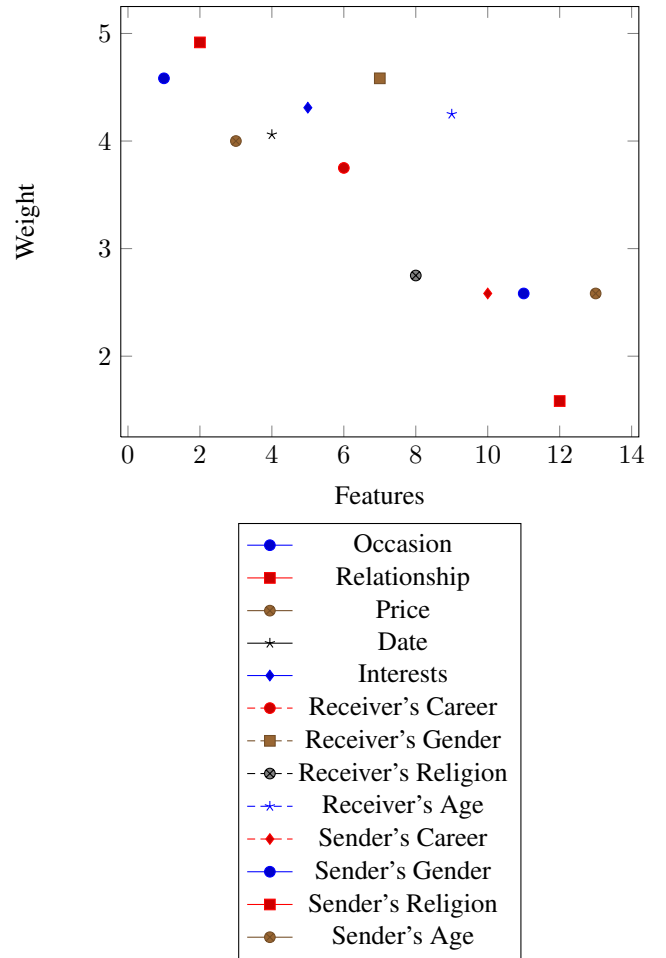 5
4
3
2
Weight
0 2 4 6 8 10 12 14
Features
Occasion
Relationship
Price
Date
Interests
Receiver's Career
Receiver's Gender
Receiver's Religion
Receiver's Age
Sender's Career
Sender's Gender
Sender's Religion
Sender's Age